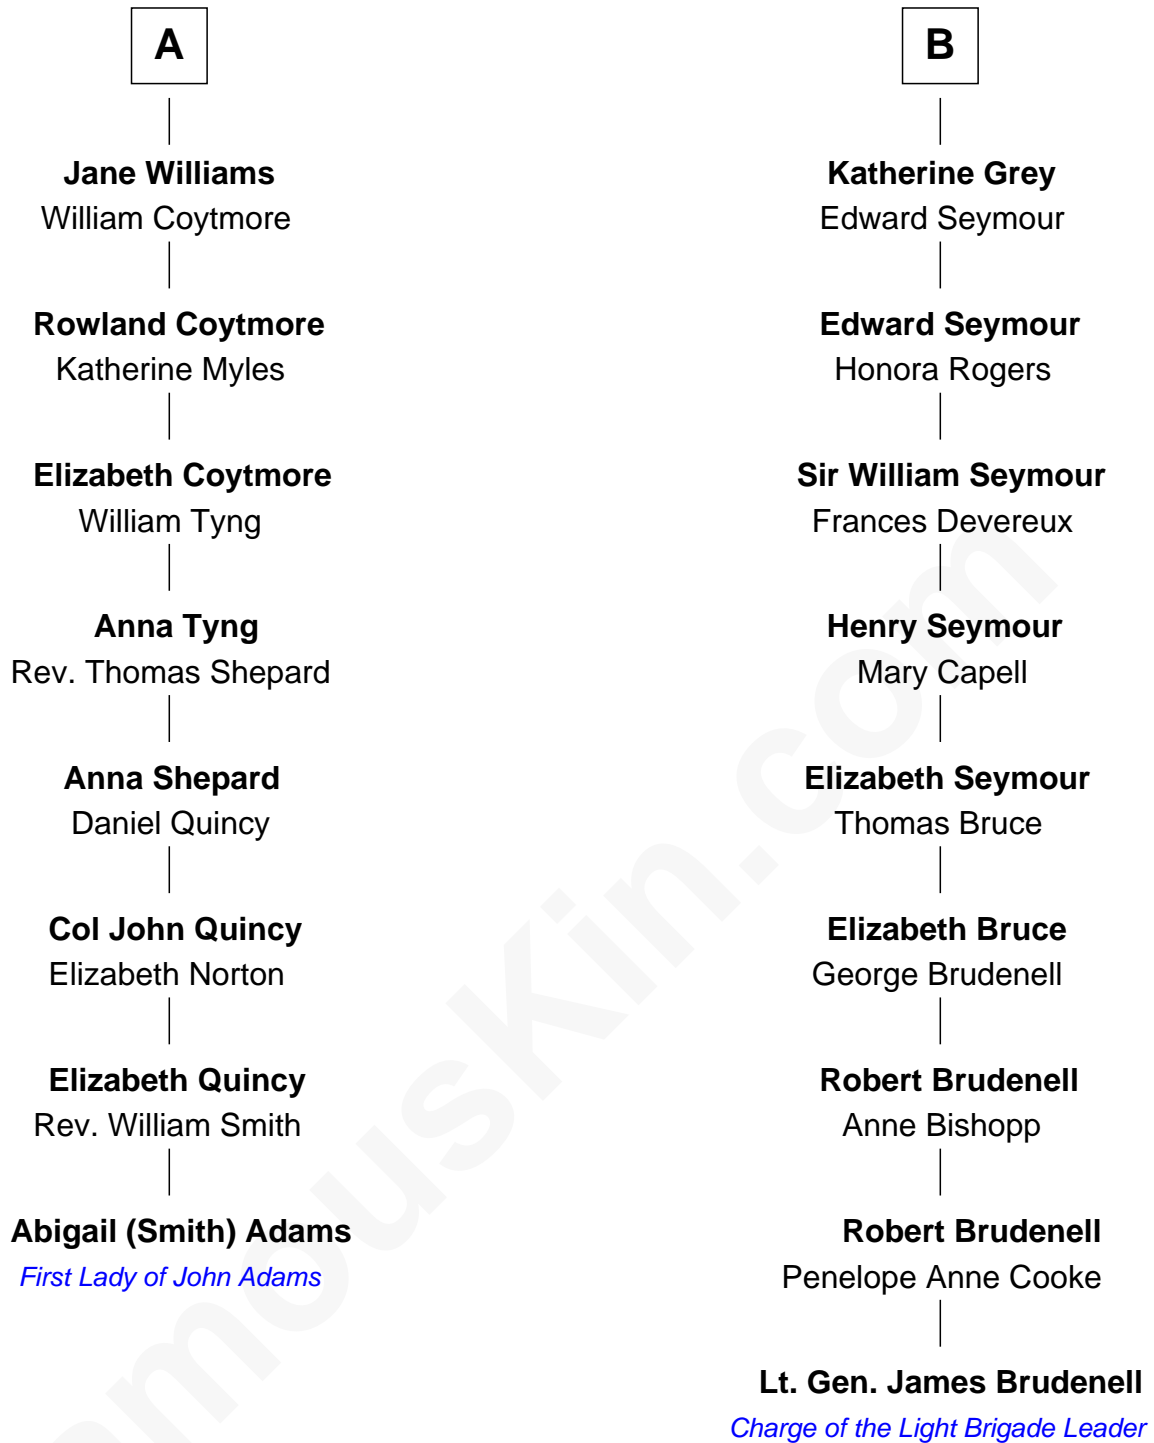 A
Jane Williams
William Coytmore
Rowland Coytmore
Katherine Myles
Elizabeth Coytmore
William Tyng
Anna Tyng
Rev. Thomas Shepard
Anna Shepard
Daniel Quincy
Col John Quincy
Elizabeth Norton
Elizabeth Quincy
Rev. William Smith
Abigail (Smith) Adams
First Lady of John Adams
B
Katherine Grey
Edward Seymour
Edward Seymour
Honora Rogers
Sir William Seymour
Frances Devereux
Henry Seymour
Mary Capell
Elizabeth Seymour
Thomas Bruce
Elizabeth Bruce
George Brudenell
Robert Brudenell
Anne Bishopp
Robert Brudenell
Penelope Anne Cooke
Lt. Gen. James Brudenell
Charge of the Light Brigade Leader
amousKin.com